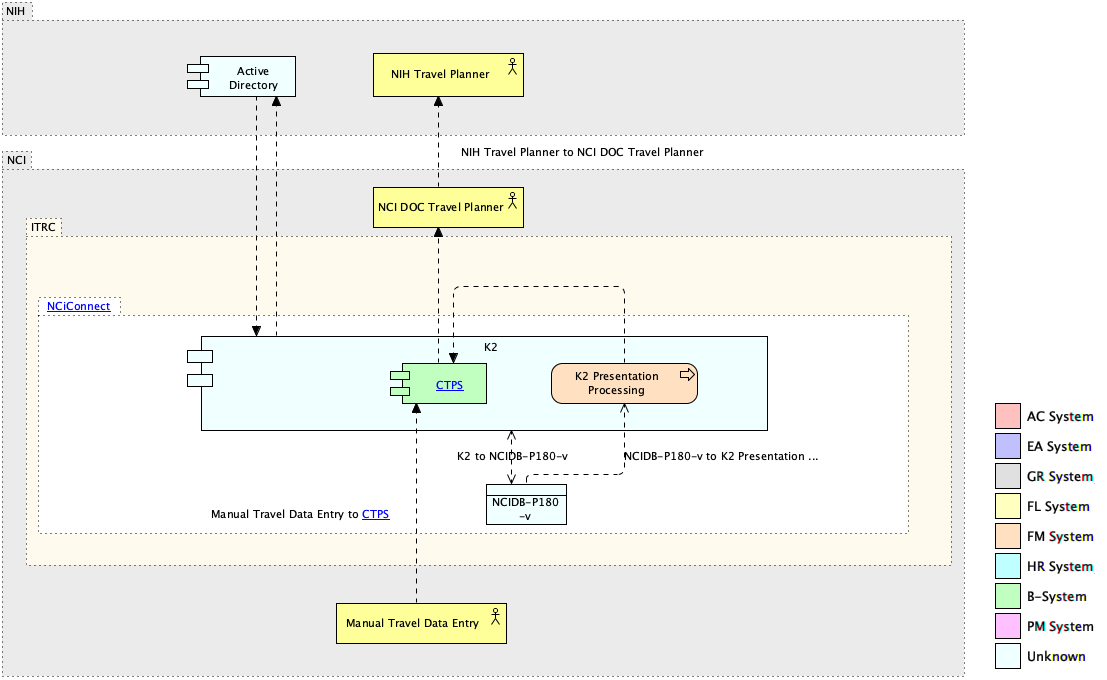 NIH
Active
Directory
NIH Travel Planner
NIH Travel Planner to NCI DOC Travel Planner
NCI
NCI DOC Travel Planner
ITRC
NCiConnect
K2
CTPS
K2 Presentation
Processing
K2 to NCIDB-P180-v
NCIDB-P180-v to K2 Presentation ...
NCIDB-P180
-v
Manual Travel Data Entry to CTPS
Manual Travel Data Entry
AC System
EA System
GR System
FL System
FM System
HR System
B-System
PM System
Unknown